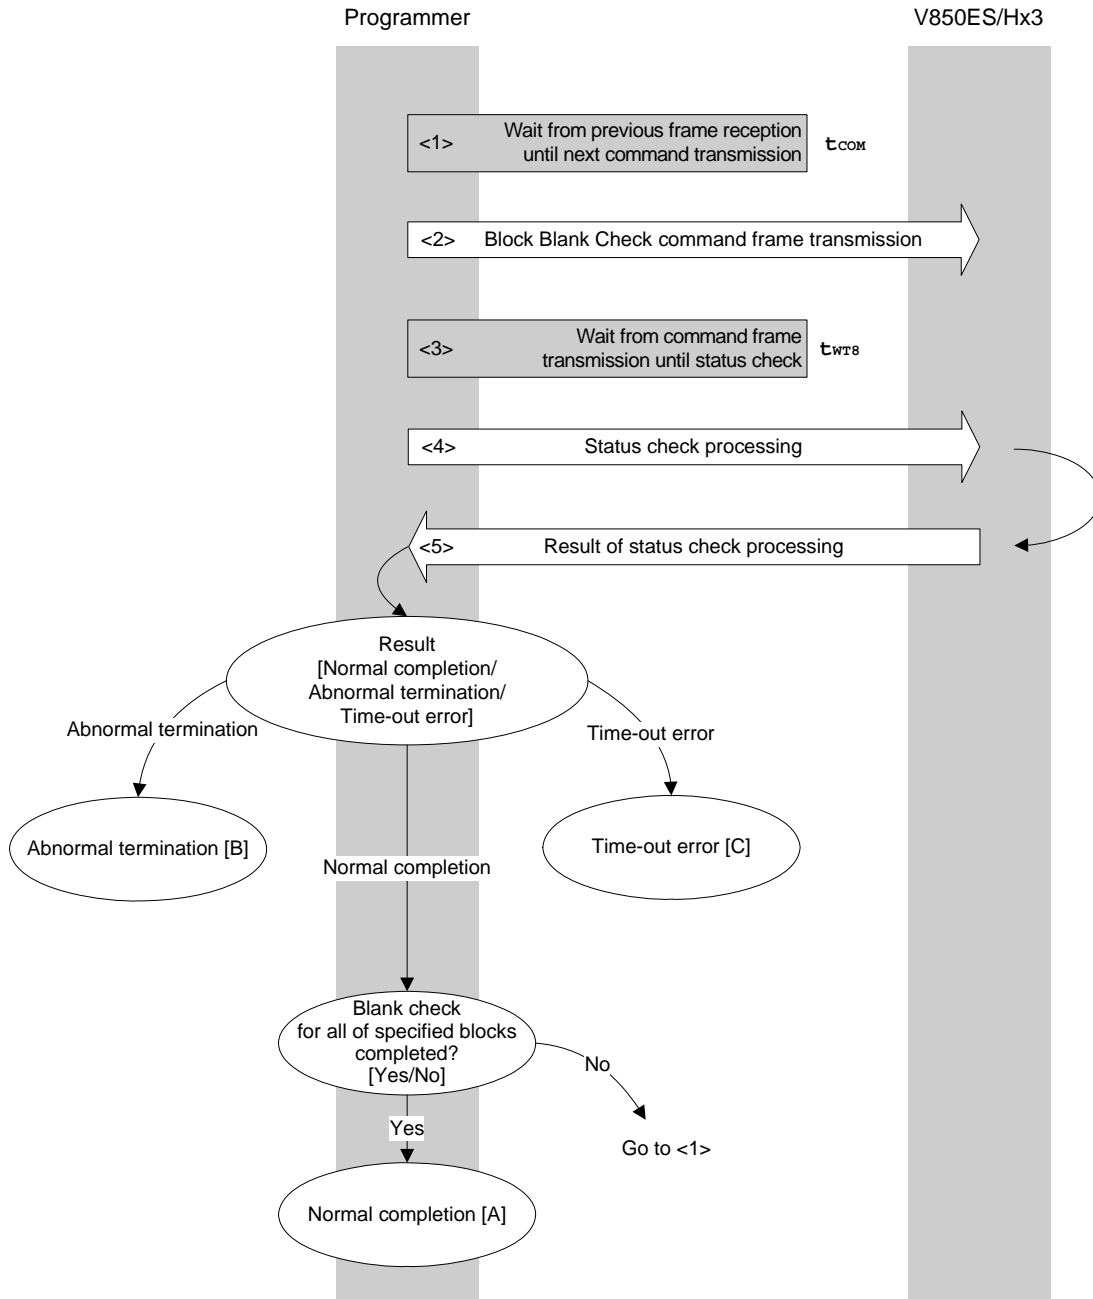 Programmer
V850ES/Hx3
<1>
Wait from previous frame reception
until next command transmission
tCOM
<2> Block Blank Check command frame transmission
<3>
Wait from command frame
transmission until status check
tWT8
<4> Status check processing
<5> Result of status check processing
Result
[Normal completion/
Abnormal termination/
Time-out error]
Abnormal termination
Time-out error
Abnormal termination [B]
Time-out error [C]
Normal completion
Blank check
for all of specified blocks
completed?
[Yes/No]
No
Yes
Go to <1>
Normal completion [A]